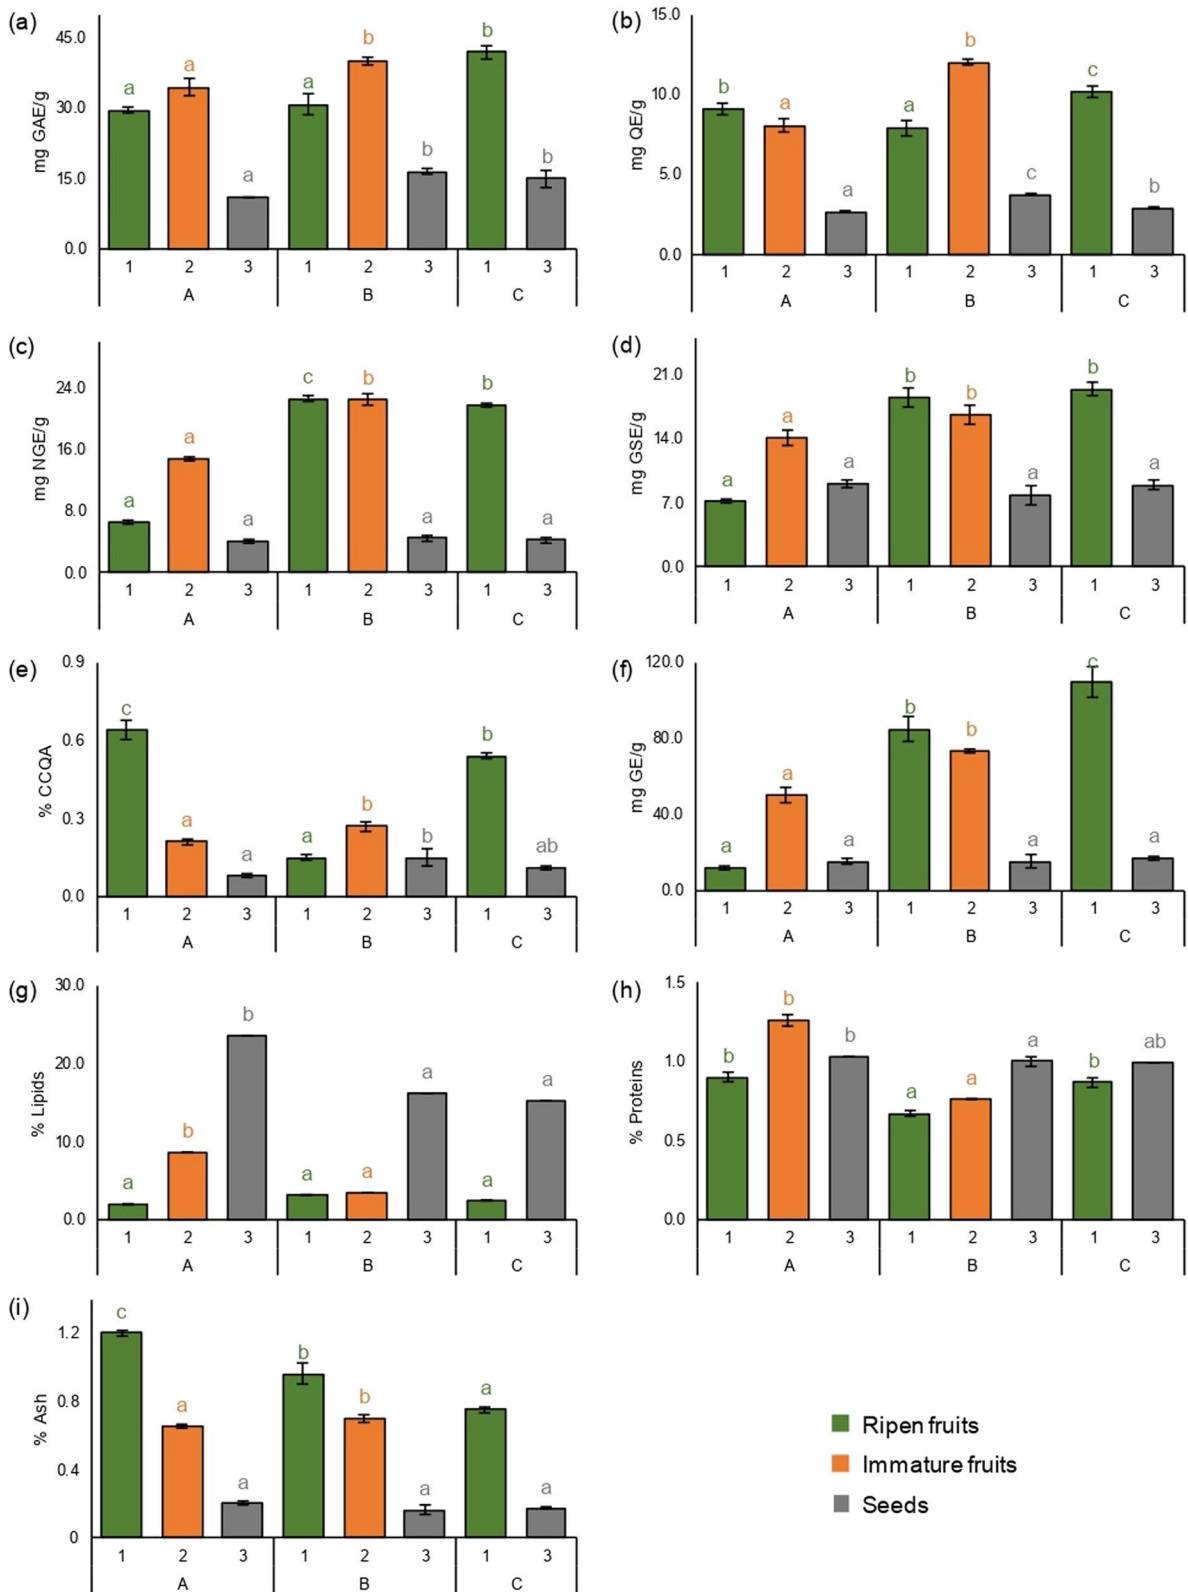 (a)
mg GAE/g
45.0
30.0
15.0
0.0
a
a
a
a
b
b
b
b
1 2 3 1 2 3 1 3
A B C
(b)
mg QE/g
15.0
10.0
5.0
0.0
b
a
a
a
b
c
c
b
1 2 3 1 2 3 1 3
A B C
(c)
mg NGE/g
24.0
16.0
8.0
0.0
a
a
a
c
b
a
b
a
1 2 3 1 2 3 1 3
A B C
(d)
mg GSE/g
21.0
14.0
7.0
0.0
a
a
a
b
b
a
b
a
1 2 3 1 2 3 1 3
A B C
(e)
% CCQA
0.9
0.6
0.3
0.0
c
a
a
a
b
b
b
ab
1 2 3 1 2 3 1 3
A B C
(f)
mg GE/g
120.0
80.0
40.0
0.0
a
a
a
b
b
a
c
a
1 2 3 1 2 3 1 3
A B C
(g)
% Lipids
30.0
20.0
10.0
0.0
a
b
b
a
a
a
a
a
1 2 3 1 2 3 1 3
A B C
(h)
% Proteins
1.5
1.0
0.5
0.0
b
b
b
a
a
a
b
ab
1 2 3 1 2 3 1 3
A B C
(i)
% Ash
1.2
0.8
0.4
0
c
a
a
b
b
a
a
a
1 2 3 1 2 3 1 3
A B C
Ripen fruits
Immature fruits
Seeds